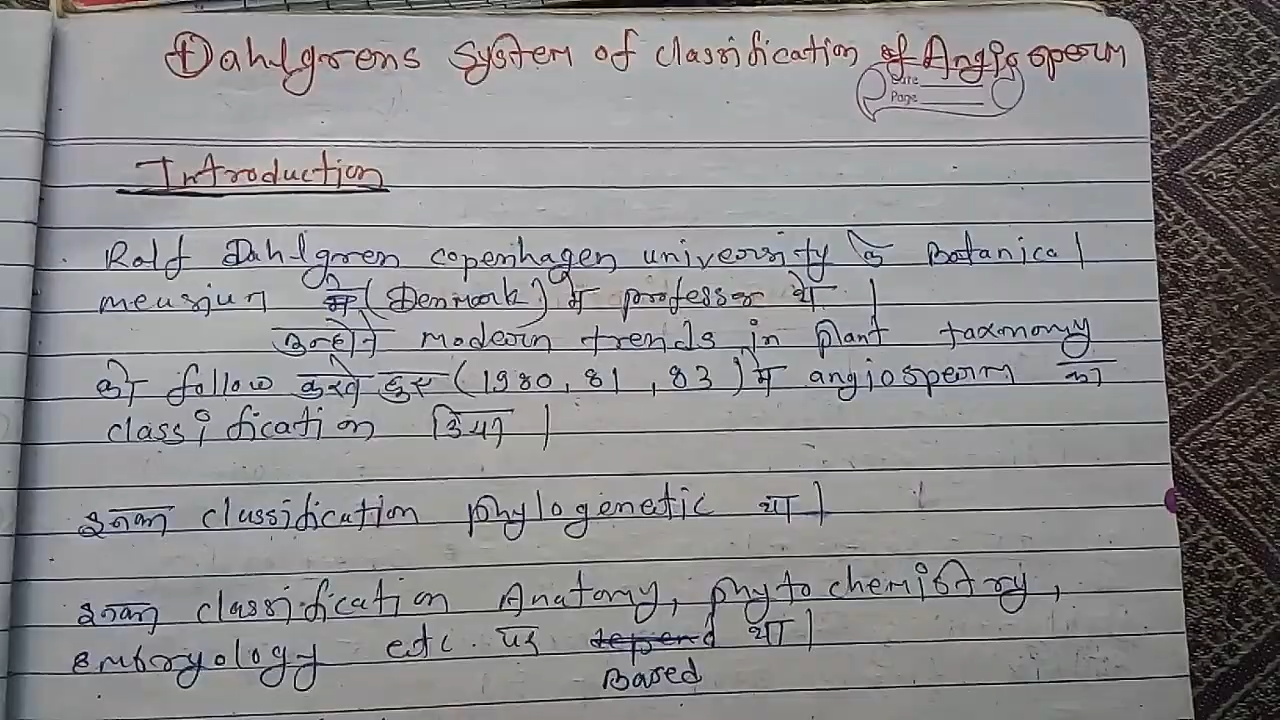 Dahlgrens System of classification of Angiosperm
Date
Page
Introduction
Rolf Dahlgren copenhagen university के Botanical
meusium में (Denmark) में professor थे |
उन्होंने modern trends in plant taxmony
को follow करते हुए (1980, 81, 83) में angiosperm का
classification किया |
इनका classification phylogenetic था |
इनका classification Anatomy, phytochemistry,
embryology etc. पर depend था |
Based